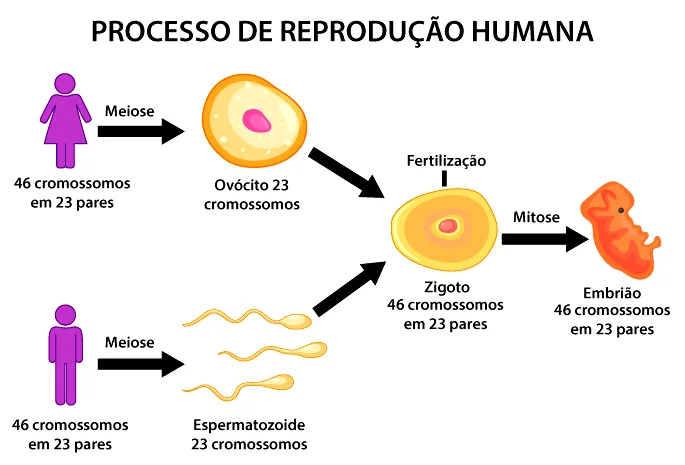 PROCESSO DE REPRODUÇÃO HUMANA
Meiose
46 cromossomos
em 23 pares
Ovócito 23
cromossomos
Fertilização
Zigoto
46 cromossomos
em 23 pares
Mitose
Embrião
46 cromossomos
em 23 pares
Meiose
46 cromossomos
em 23 pares
Espermatozoide
23 cromossomos